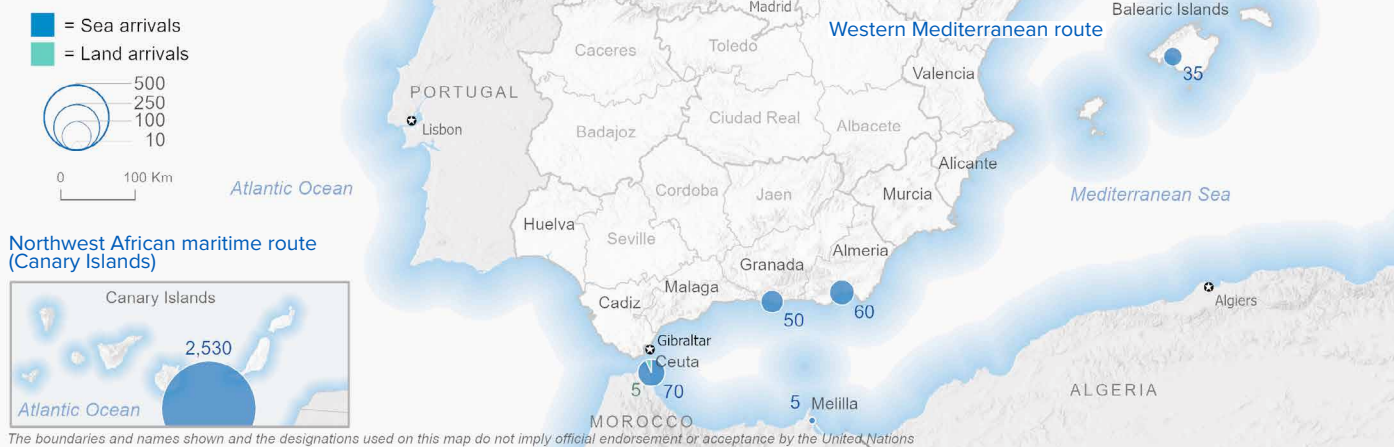 = Sea arrivals
= Land arrivals
500
250
100
10
0 100 Km
Madrid
Western Mediterranean route
Balearic Islands
35
Caceres
Toledo
Valencia
PORTUGAL
Lisbon
Badajoz
Ciudad Real
Albacete
Alicante
Atlantic Ocean
Cordoba
Jaen
Murcia
Mediterranean Sea
Huelva
Seville
Almeria
Granada
Malaga
Cadiz
60
50
Algiers
Gibraltar
Ceuta
5 70
5 Melilla
MOROCCO
ALGERIA
Northwest African maritime route
(Canary Islands)
Canary Islands
2,530
Atlantic Ocean
The boundaries and names shown and the designations used on this map do not imply official endorsement or acceptance by the United Nations